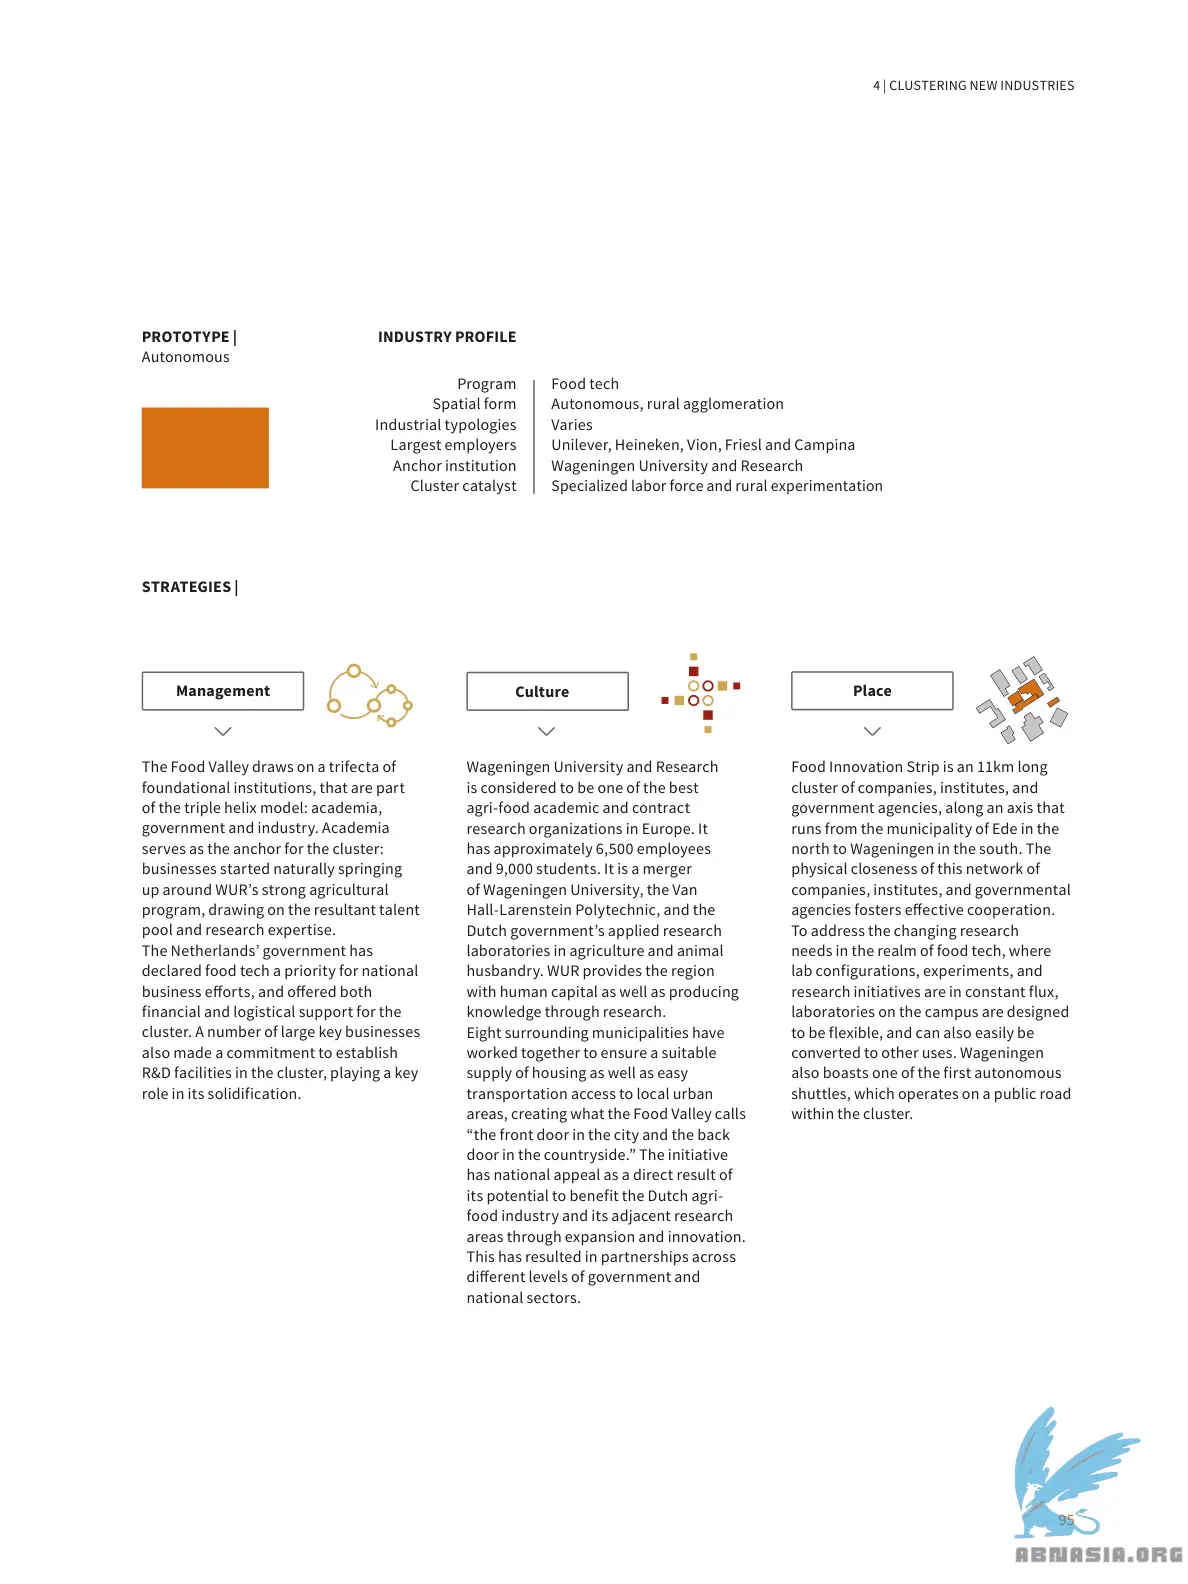 4 | CLUSTERING NEW INDUSTRIES
PROTOTYPE |
Autonomous
INDUSTRY PROFILE
Program Food tech
Spatial form Autonomous, rural agglomeration
Industrial typologies Varies
Largest employers Unilever, Heineken, Vion, Friesl and Campina
Anchor institution Wageningen University and Research
Cluster catalyst Specialized labor force and rural experimentation
STRATEGIES |
Management
The Food Valley draws on a trifecta of
foundational institutions, that are part
of the triple helix model: academia,
government and industry. Academia
serves as the anchor for the cluster:
businesses started naturally springing
up around WUR’s strong agricultural
program, drawing on the resultant talent
pool and research expertise.
The Netherlands’ government has
declared food tech a priority for national
business efforts, and offered both
financial and logistical support for the
cluster. A number of large key businesses
also made a commitment to establish
R&D facilities in the cluster, playing a key
role in its solidification.
Culture
Wageningen University and Research
is considered to be one of the best
agri-food academic and contract
research organizations in Europe. It
has approximately 6,500 employees
and 9,000 students. It is a merger
of Wageningen University, the Van
Hall-Larenstein Polytechnic, and the
Dutch government’s applied research
laboratories in agriculture and animal
husbandry. WUR provides the region
with human capital as well as producing
knowledge through research.
Eight surrounding municipalities have
worked together to ensure a suitable
supply of housing as well as easy
transportation access to local urban
areas, creating what the Food Valley calls
“the front door in the city and the back
door in the countryside.” The initiative
has national appeal as a direct result of
its potential to benefit the Dutch agri-
food industry and its adjacent research
areas through expansion and innovation.
This has resulted in partnerships across
different levels of government and
national sectors.
Place
Food Innovation Strip is an 11km long
cluster of companies, institutes, and
government agencies, along an axis that
runs from the municipality of Ede in the
north to Wageningen in the south. The
physical closeness of this network of
companies, institutes, and governmental
agencies fosters effective cooperation.
To address the changing research
needs in the realm of food tech, where
lab configurations, experiments, and
research initiatives are in constant flux,
laboratories on the campus are designed
to be flexible, and can also easily be
converted to other uses. Wageningen
also boasts one of the first autonomous
shuttles, which operates on a public road
within the cluster.
95
ABNASIA.ORG